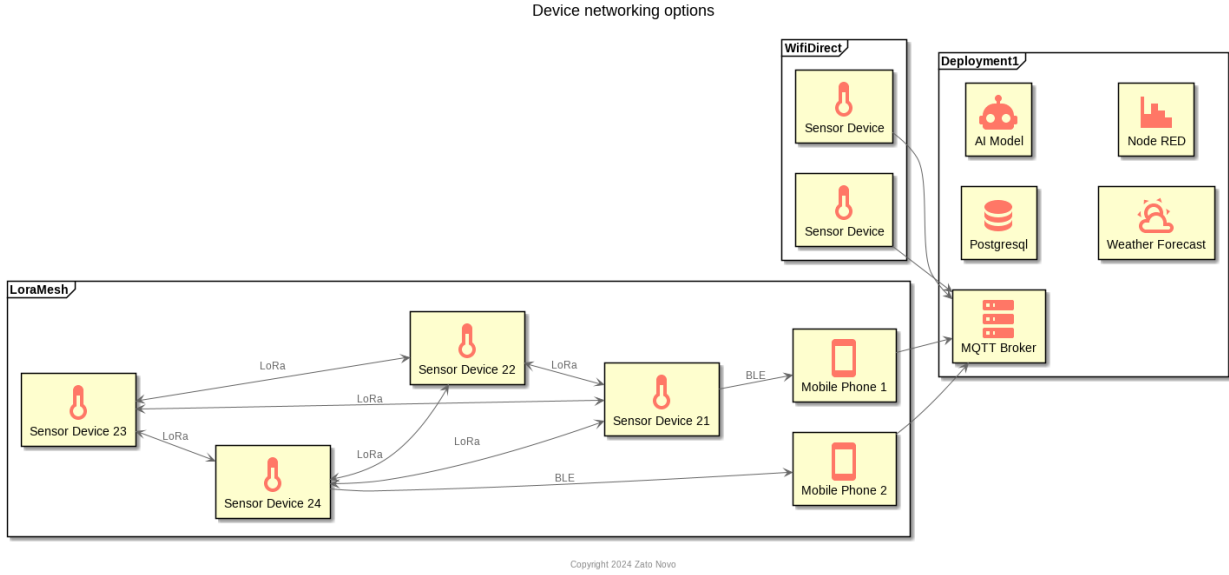 Device networking options
WifiDirect
Sensor Device
Sensor Device
Deployment1
AI Model
Node RED
Postgresql
Weather Forecast
MQTT Broker
LoraMesh
Sensor Device 22
Sensor Device 23
Sensor Device 21
Sensor Device 24
Mobile Phone 1
Mobile Phone 2
LoRa
LoRa
LoRa
LoRa
LoRa
LoRa
BLE
BLE
Copyright 2024 Zato Novo